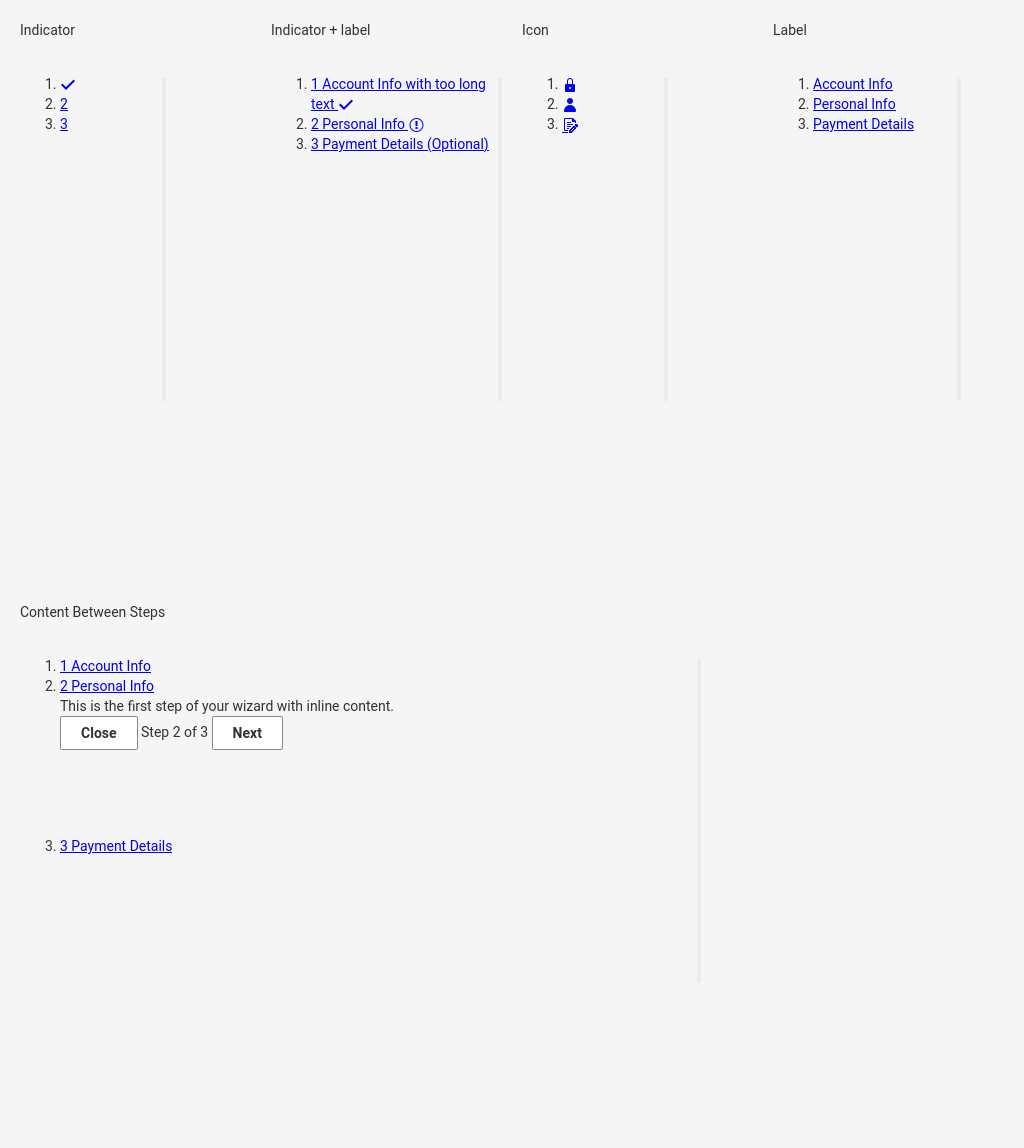 Indicator
1.
2. 2
3. 3
Indicator + label
1. 1 Account Info with too long
text
2. 2 Personal Info
3. 3 Payment Details (Optional)
Icon
1.
2.
3.
Label
1. Account Info
2. Personal Info
3. Payment Details
Content Between Steps
1. 1 Account Info
2. 2 Personal Info
This is the first step of your wizard with inline content.
Close Step 2 of 3 Next
3. 3 Payment Details